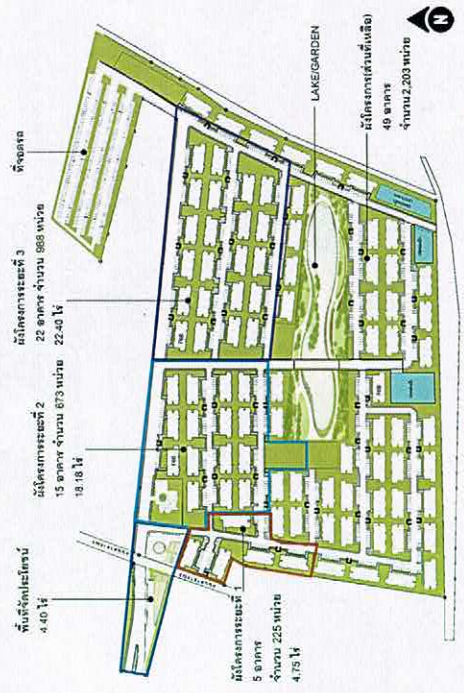 ที่จอดรถ
ผังโครงการระยะที่ 3
22 อาคาร จำนวน 988 หน่วย
22.40 ไร่
ผังโครงการระยะที่ 2
15 อาคาร จำนวน 673 หน่วย
18.18 ไร่
พื้นที่จัดประโยชน์
4.40 ไร่
ผังโครงการระยะที่ 1
5 อาคาร
จำนวน 225 หน่วย
4.75 ไร่
LAKE/GARDEN
ผังโครงการ(ส่วนที่เหลือ)
49 อาคาร
จำนวน 2,203 หน่วย
N